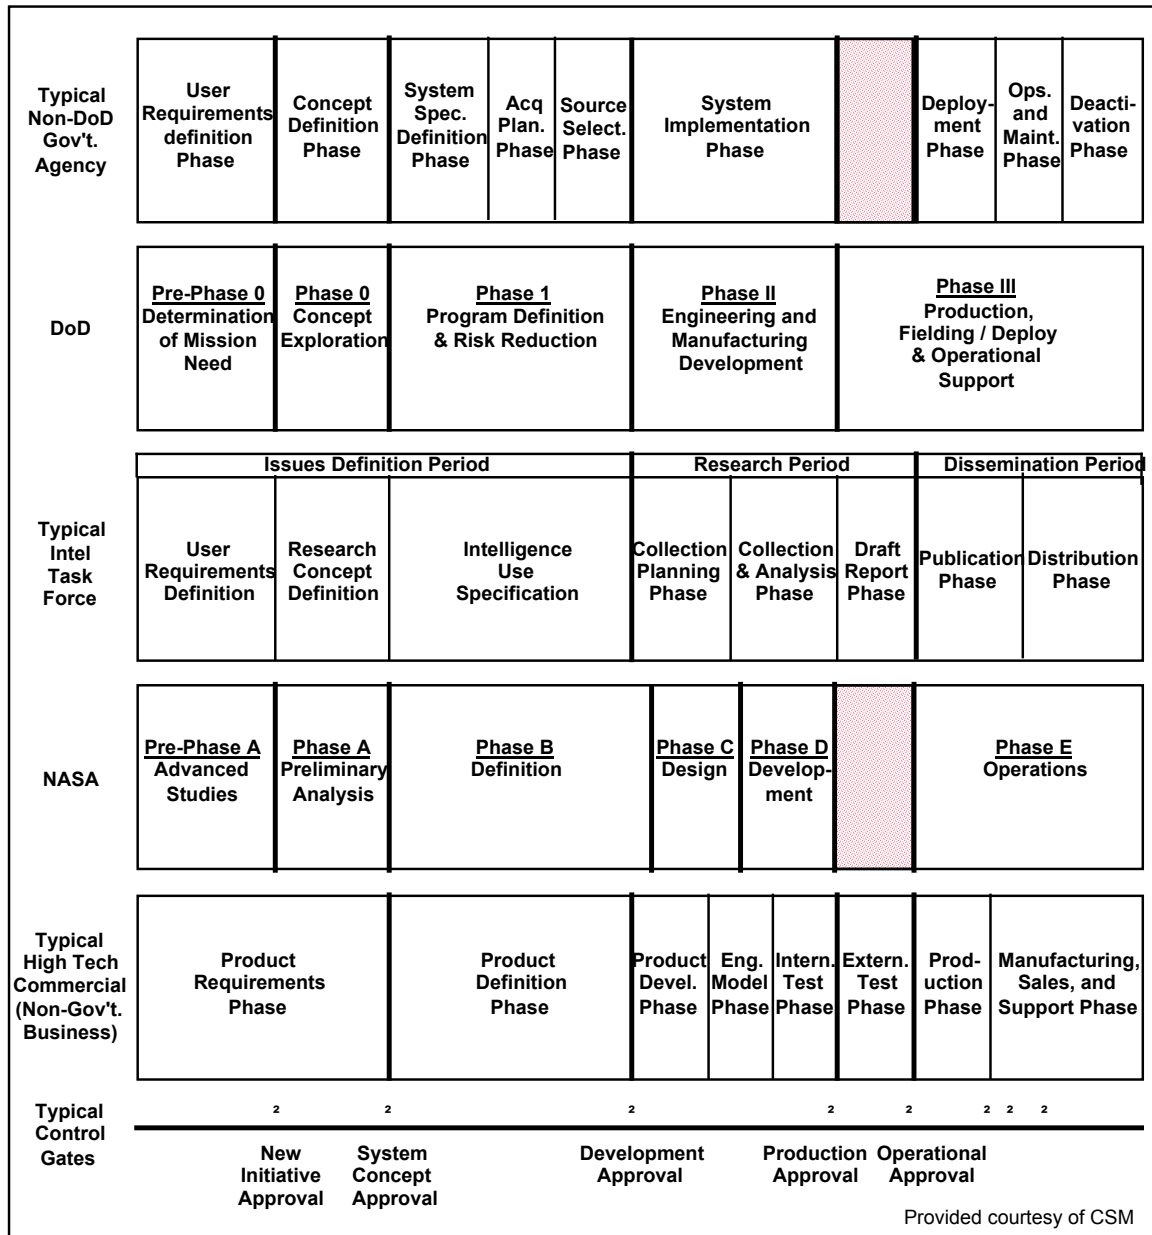 Typical
Non-DoD
Gov't.
Agency
User
Requirements
definition
Phase
Concept
Definition
Phase
System
Spec.
Definition
Phase
Acq
Plan.
Phase
Source
Select.
Phase
System
Implementation
Phase
Deploy-
ment
Phase
Ops.
and
Maint.
Phase
Deacti-
vation
Phase
DoD
Pre-Phase 0
Determination
of Mission
Need
Phase 0
Concept
Exploration
Phase 1
Program Definition
& Risk Reduction
Phase II
Engineering and
Manufacturing
Development
Phase III
Production,
Fielding / Deploy
& Operational
Support
Typical
Intel
Task
Force
Issues Definition Period
Research Period
Dissemination Period
User
Requirements
Definition
Research
Concept
Definition
Intelligence
Use
Specification
Collection
Planning
Phase
Collection
& Analysis
Phase
Draft
Report
Phase
Publication
Phase
Distribution
Phase
NASA
Pre-Phase A
Advanced
Studies
Phase A
Preliminary
Analysis
Phase B
Definition
Phase C
Design
Phase D
Develop-
ment
Phase E
Operations
Typical
High Tech
Commercial
(Non-Gov't.
Business)
Product
Requirements
Phase
Product
Definition
Phase
Product
Devel.
Phase
Eng.
Model
Phase
Intern.
Test
Phase
Extern.
Test
Phase
Prod-
uction
Phase
Manufacturing,
Sales, and
Support Phase
Typical
Control
Gates
² ² ² ² ² ² ² ²
New
Initiative
Approval
System
Concept
Approval
Development
Approval
Production
Approval
Operational
Approval
Provided courtesy of CSM